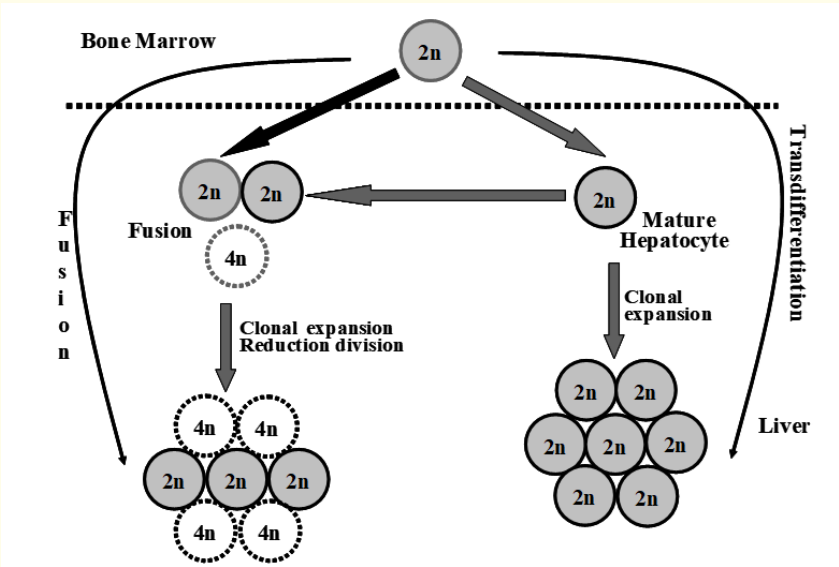 Bone Marrow
2n
2n
2n
Fusion
4n
2n
Mature
Hepatocyte
Fusion
Transdifferentiation
Clonal expansion
Reduction division
Clonal
expansion
4n
4n
2n
2n
2n
4n
4n
2n
2n
2n
2n
2n
2n
2n
Liver